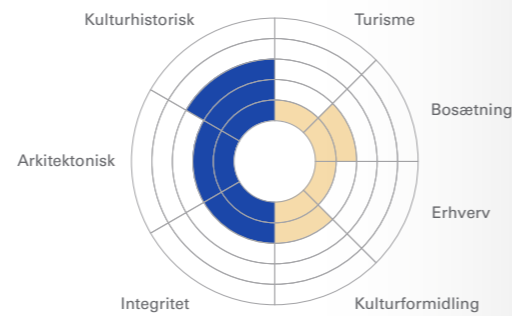 Kulturhistorisk
Turisme
Bosætning
Arkitektonisk
Erhverv
Integritet
Kulturformidling